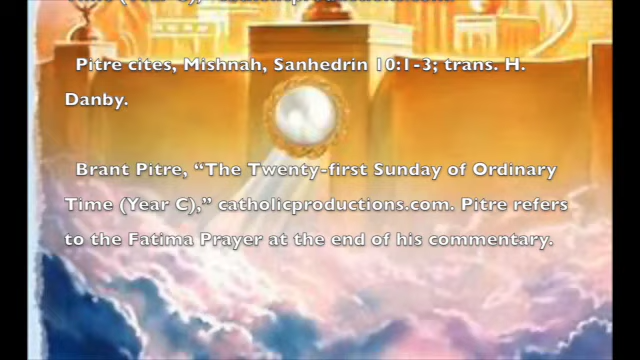 Pitre cites, Mishnah, Sanhedrin 10:1-3; trans. H.
Danby.
Brant Pitre, “The Twenty-first Sunday of Ordinary
Time (Year C),” catholicproductions.com. Pitre refers
to the Fatima Prayer at the end of his commentary.